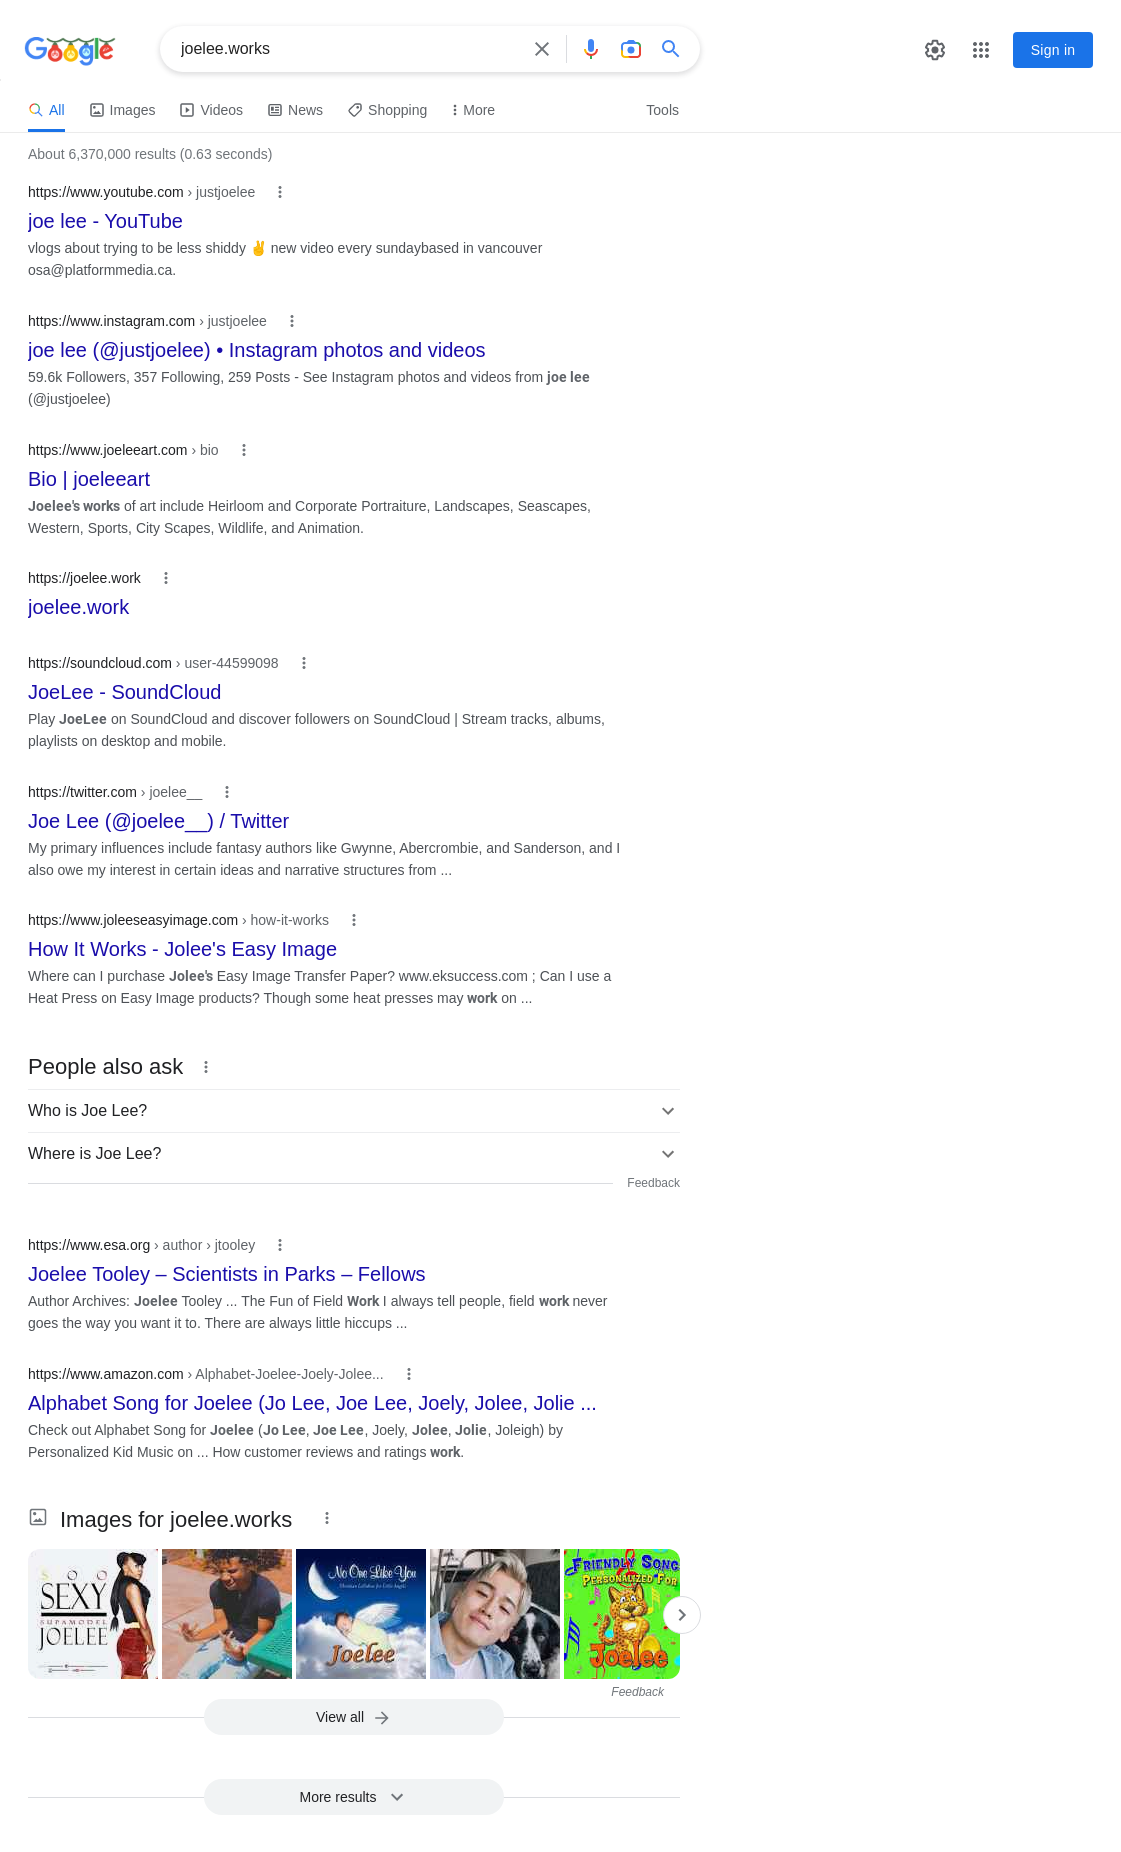 Google
joelee.works
Sign in
All
Images
Videos
News
Shopping
More
Tools
About 6,370,000 results (0.63 seconds)
https://www.youtube.com › justjoelee
joe lee - YouTube
vlogs about trying to be less shiddy ✌️ new video every sundaybased in vancouver
osa@platformmedia.ca.
https://www.instagram.com › justjoelee
joe lee (@justjoelee) • Instagram photos and videos
59.6k Followers, 357 Following, 259 Posts - See Instagram photos and videos from joe lee
(@justjoelee)
https://www.joeleeart.com › bio
Bio | joeleeart
Joelee's works of art include Heirloom and Corporate Portraiture, Landscapes, Seascapes,
Western, Sports, City Scapes, Wildlife, and Animation.
https://joelee.work
joelee.work
https://soundcloud.com › user-44599098
JoeLee - SoundCloud
Play JoeLee on SoundCloud and discover followers on SoundCloud | Stream tracks, albums,
playlists on desktop and mobile.
https://twitter.com › joelee__
Joe Lee (@joelee__) / Twitter
My primary influences include fantasy authors like Gwynne, Abercrombie, and Sanderson, and I
also owe my interest in certain ideas and narrative structures from ...
https://www.joleeseasyimage.com › how-it-works
How It Works - Jolee's Easy Image
Where can I purchase Jolee's Easy Image Transfer Paper? www.eksuccess.com ; Can I use a
Heat Press on Easy Image products? Though some heat presses may work on ...
People also ask
Who is Joe Lee?
Where is Joe Lee?
Feedback
https://www.esa.org › author › jtooley
Joelee Tooley – Scientists in Parks – Fellows
Author Archives: Joelee Tooley ... The Fun of Field Work I always tell people, field work never
goes the way you want it to. There are always little hiccups ...
https://www.amazon.com › Alphabet-Joelee-Joely-Jolee...
Alphabet Song for Joelee (Jo Lee, Joe Lee, Joely, Jolee, Jolie ...
Check out Alphabet Song for Joelee (Jo Lee, Joe Lee, Joely, Jolee, Jolie, Joleigh) by
Personalized Kid Music on ... How customer reviews and ratings work.
Images for joelee.works
SOO
SEXY
SUPAMODEL
JOELEE
No One Like You
Christian Lullabies for Little Angels
Joelee
FRIENDLY SONG
PERSONALIZED FOR
Joelee
Feedback
View all
More results